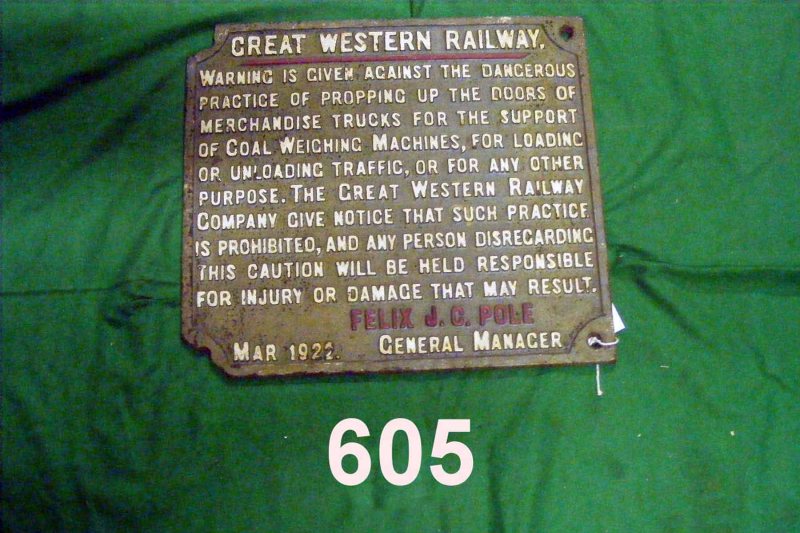 GREAT WESTERN RAILWAY.
WARNING IS GIVEN AGAINST THE DANGEROUS
PRACTICE OF PROPPING UP THE DOORS OF
MERCHANDISE TRUCKS FOR THE SUPPORT
OF COAL WEIGHING MACHINES, FOR LOADING
OR UNLOADING TRAFFIC, OR FOR ANY OTHER
PURPOSE. THE GREAT WESTERN RAILWAY
COMPANY GIVE NOTICE THAT SUCH PRACTICE
IS PROHIBITED, AND ANY PERSON DISREGARDING
THIS CAUTION WILL BE HELD RESPONSIBLE
FOR INJURY OR DAMAGE THAT MAY RESULT.
FELIX J. C. POLE
MAR 1922. GENERAL MANAGER
605